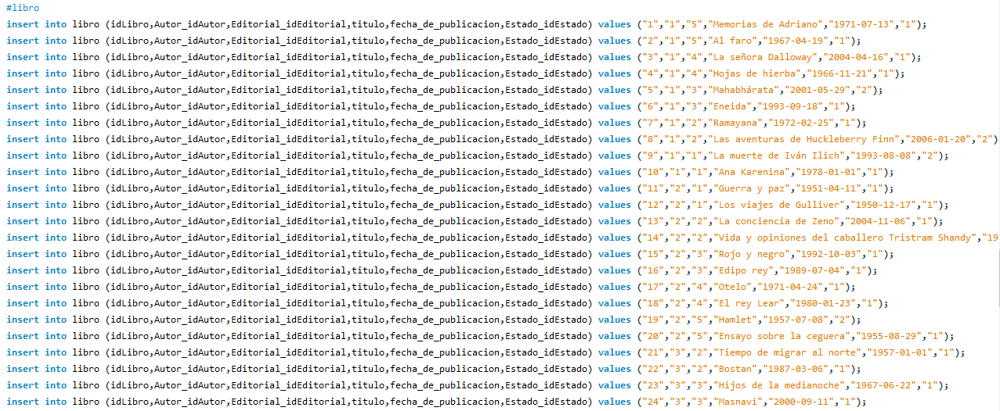 #libro
insert into libro (idLibro,Autor_idAutor,Editorial_idEditorial,titulo,fecha_de_publicacion,Estado_idEstado) values ("1","1","5","Memorias de Adriano","1971-07-13","1");
insert into libro (idLibro,Autor_idAutor,Editorial_idEditorial,titulo,fecha_de_publicacion,Estado_idEstado) values ("2","1","5","Al faro","1967-04-19","1");
insert into libro (idLibro,Autor_idAutor,Editorial_idEditorial,titulo,fecha_de_publicacion,Estado_idEstado) values ("3","1","4","La señora Dalloway","2004-04-16","1");
insert into libro (idLibro,Autor_idAutor,Editorial_idEditorial,titulo,fecha_de_publicacion,Estado_idEstado) values ("4","1","4","Hojas de hierba","1966-11-21","1");
insert into libro (idLibro,Autor_idAutor,Editorial_idEditorial,titulo,fecha_de_publicacion,Estado_idEstado) values ("5","1","3","Mahabhárata","2001-05-29","2");
insert into libro (idLibro,Autor_idAutor,Editorial_idEditorial,titulo,fecha_de_publicacion,Estado_idEstado) values ("6","1","3","Eneida","1993-09-18","1");
insert into libro (idLibro,Autor_idAutor,Editorial_idEditorial,titulo,fecha_de_publicacion,Estado_idEstado) values ("7","1","2","Ramayana","1972-02-25","1");
insert into libro (idLibro,Autor_idAutor,Editorial_idEditorial,titulo,fecha_de_publicacion,Estado_idEstado) values ("8","1","2","Las aventuras de Huckleberry Finn","2006-01-20","2")
insert into libro (idLibro,Autor_idAutor,Editorial_idEditorial,titulo,fecha_de_publicacion,Estado_idEstado) values ("9","1","1","La muerte de Iván Ilich","1993-08-08","2");
insert into libro (idLibro,Autor_idAutor,Editorial_idEditorial,titulo,fecha_de_publicacion,Estado_idEstado) values ("10","1","1","Ana Karenina","1978-01-01","1");
insert into libro (idLibro,Autor_idAutor,Editorial_idEditorial,titulo,fecha_de_publicacion,Estado_idEstado) values ("11","2","1","Guerra y paz","1951-04-11","1");
insert into libro (idLibro,Autor_idAutor,Editorial_idEditorial,titulo,fecha_de_publicacion,Estado_idEstado) values ("12","2","1","Los viajes de Gulliver","1950-12-17","1");
insert into libro (idLibro,Autor_idAutor,Editorial_idEditorial,titulo,fecha_de_publicacion,Estado_idEstado) values ("13","2","2","La conciencia de Zeno","2004-11-06","1");
insert into libro (idLibro,Autor_idAutor,Editorial_idEditorial,titulo,fecha_de_publicacion,Estado_idEstado) values ("14","2","2","Vida y opiniones del caballero Tristram Shandy","19
insert into libro (idLibro,Autor_idAutor,Editorial_idEditorial,titulo,fecha_de_publicacion,Estado_idEstado) values ("15","2","3","Rojo y negro","1992-10-03","1");
insert into libro (idLibro,Autor_idAutor,Editorial_idEditorial,titulo,fecha_de_publicacion,Estado_idEstado) values ("16","2","3","Edipo rey","1989-07-04","1");
insert into libro (idLibro,Autor_idAutor,Editorial_idEditorial,titulo,fecha_de_publicacion,Estado_idEstado) values ("17","2","4","Otelo","1971-04-24","1");
insert into libro (idLibro,Autor_idAutor,Editorial_idEditorial,titulo,fecha_de_publicacion,Estado_idEstado) values ("18","2","4","El rey Lear","1980-01-23","1");
insert into libro (idLibro,Autor_idAutor,Editorial_idEditorial,titulo,fecha_de_publicacion,Estado_idEstado) values ("19","2","5","Hamlet","1957-07-08","2");
insert into libro (idLibro,Autor_idAutor,Editorial_idEditorial,titulo,fecha_de_publicacion,Estado_idEstado) values ("20","2","5","Ensayo sobre la ceguera","1955-08-29","1");
insert into libro (idLibro,Autor_idAutor,Editorial_idEditorial,titulo,fecha_de_publicacion,Estado_idEstado) values ("21","3","2","Tiempo de migrar al norte","1957-01-01","1");
insert into libro (idLibro,Autor_idAutor,Editorial_idEditorial,titulo,fecha_de_publicacion,Estado_idEstado) values ("22","3","2","Bostan","1987-03-06","1");
insert into libro (idLibro,Autor_idAutor,Editorial_idEditorial,titulo,fecha_de_publicacion,Estado_idEstado) values ("23","3","3","Hijos de la medianoche","1967-06-22","1");
insert into libro (idLibro,Autor_idAutor,Editorial_idEditorial,titulo,fecha_de_publicacion,Estado_idEstado) values ("24","3","3","Masnavi","2000-09-11","1");